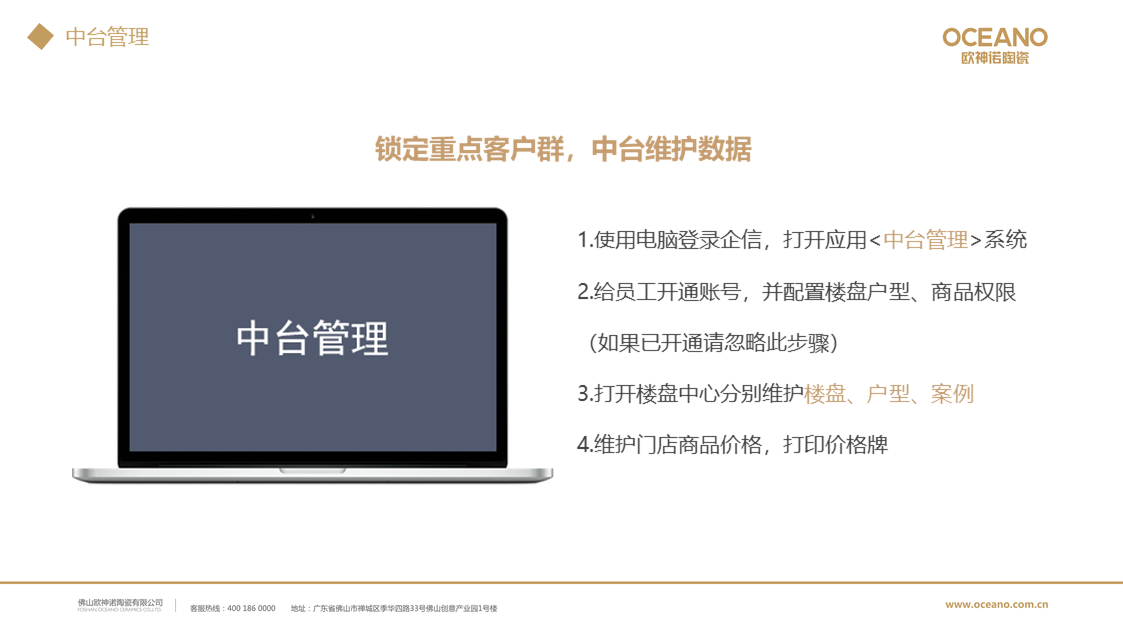 中台管理
OCEANO
欧神诺陶瓷
锁定重点客户群，中台维护数据
中台管理
1.使用电脑登录企信，打开应用<中台管理>系统
2.给员工开通账号，并配置楼盘户型、商品权限
（如果已开通请忽略此步骤）
3.打开楼盘中心分别维护楼盘、户型、案例
4.维护门店商品价格，打印价格牌
佛山欧神诺陶瓷有限公司
FOSHAN OCEANO CERAMICS CO.,LTD.
客服热线：400 186 0000 地址：广东省佛山市禅城区季华四路33号佛山创意产业园1号楼
www.oceano.com.cn